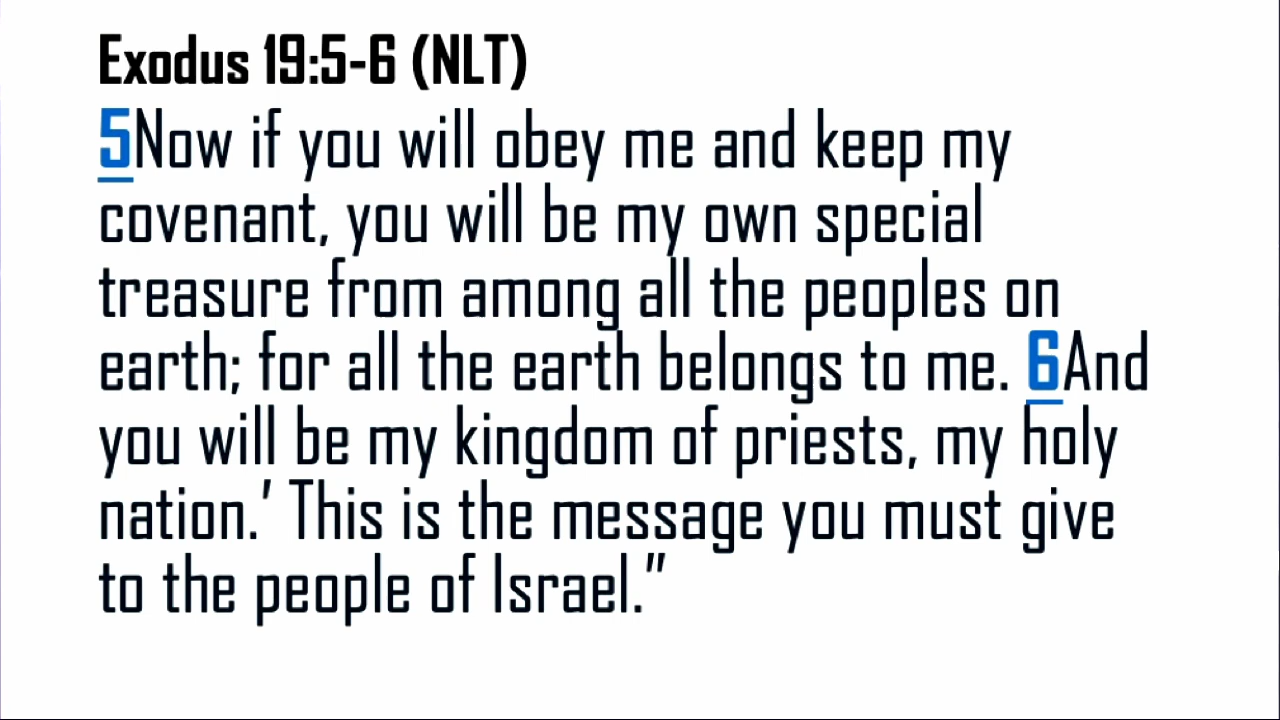 Exodus 19:5-6 (NLT)
5Now if you will obey me and keep my
covenant, you will be my own special
treasure from among all the peoples on
earth; for all the earth belongs to me. 6And
you will be my kingdom of priests, my holy
nation.’ This is the message you must give
to the people of Israel.”